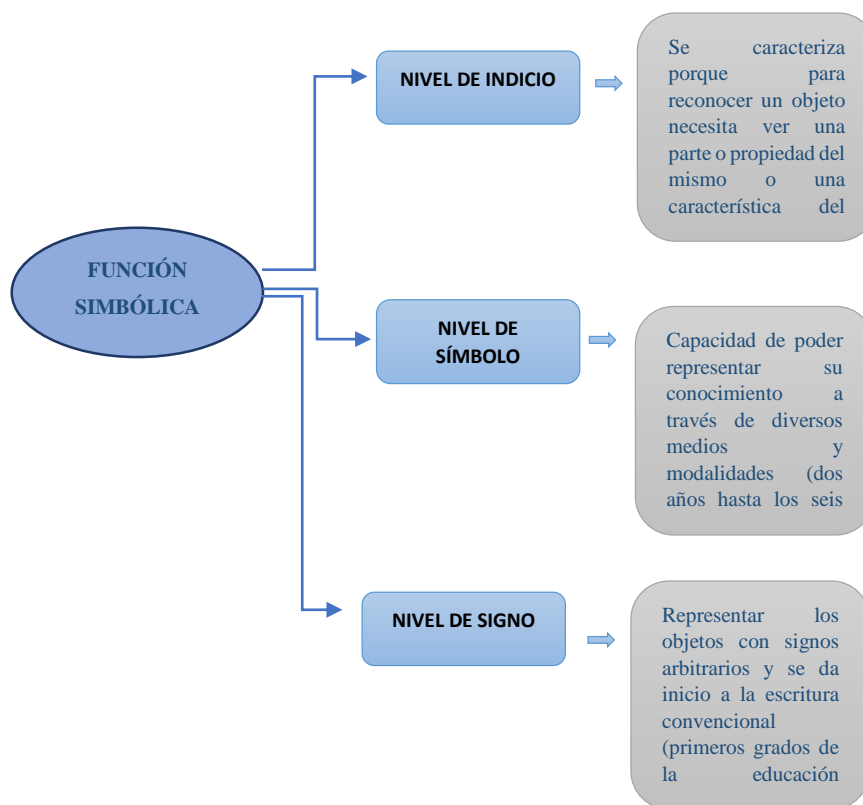 FUNCIÓN
SIMBÓLICA
NIVEL DE INDICIO
Se caracteriza
porque para
reconocer un objeto
necesita ver una
parte o propiedad del
mismo o una
característica del
NIVEL DE
SÍMBOLO
Capacidad de poder
representar su
conocimiento a
través de diversos
medios y
modalidades (dos
años hasta los seis
NIVEL DE SIGNO
Representar los
objetos con signos
arbitrarios y se da
inicio a la escritura
convencional
(primeros grados de
la educación